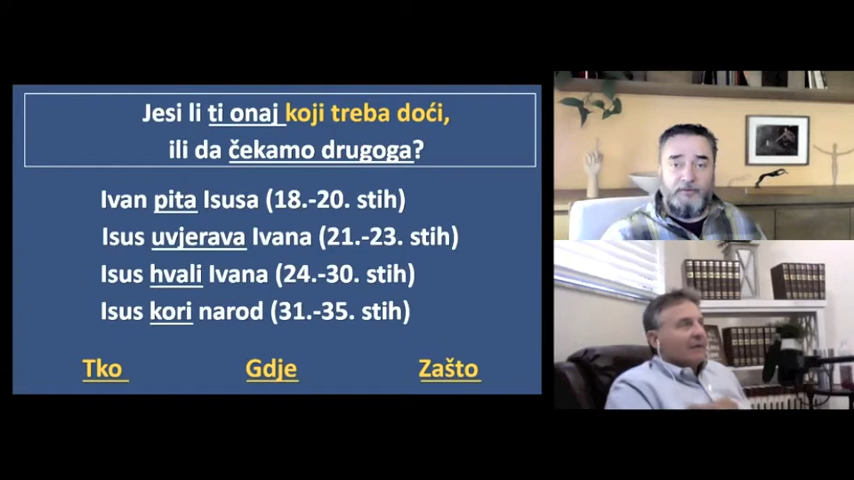 Jesi li ti onaj koji treba doći,
ili da čekamo drugoga?
Ivan pita Isusa (18.-20. stih)
Isus uvjerava Ivana (21.-23. stih)
Isus hvali Ivana (24.-30. stih)
Isus kori narod (31.-35. stih)
Tko Gdje Zašto